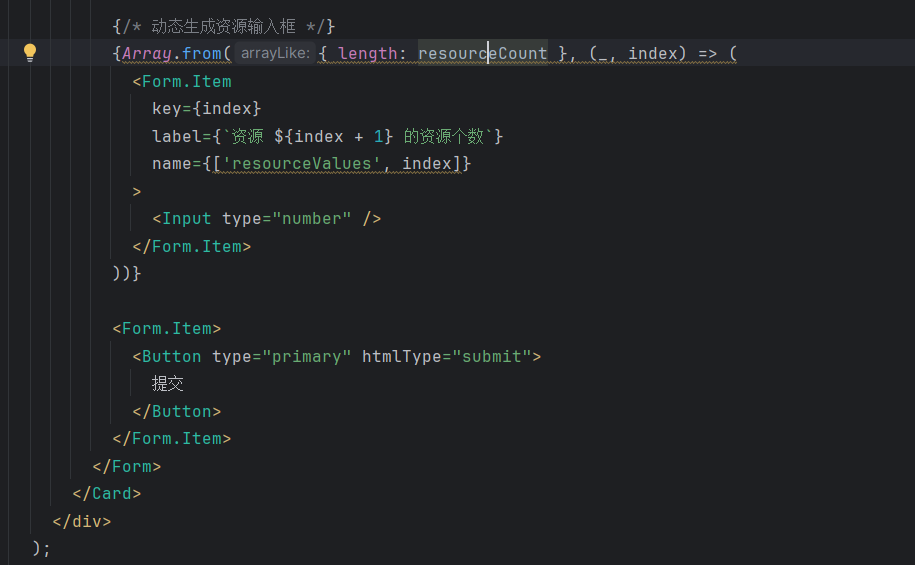 {/* 动态生成资源输入框 */}
{Array.from( arrayLike: { length: resourceCount }, (_, index) => (
<Form.Item
key={index}
label={`资源 ${index + 1} 的资源个数`}
name={['resourceValues', index]}
>
<Input type="number" />
</Form.Item>
))}
<Form.Item>
<Button type="primary" htmlType="submit">
提交
</Button>
</Form.Item>
</Form>
</Card>
</div>
);